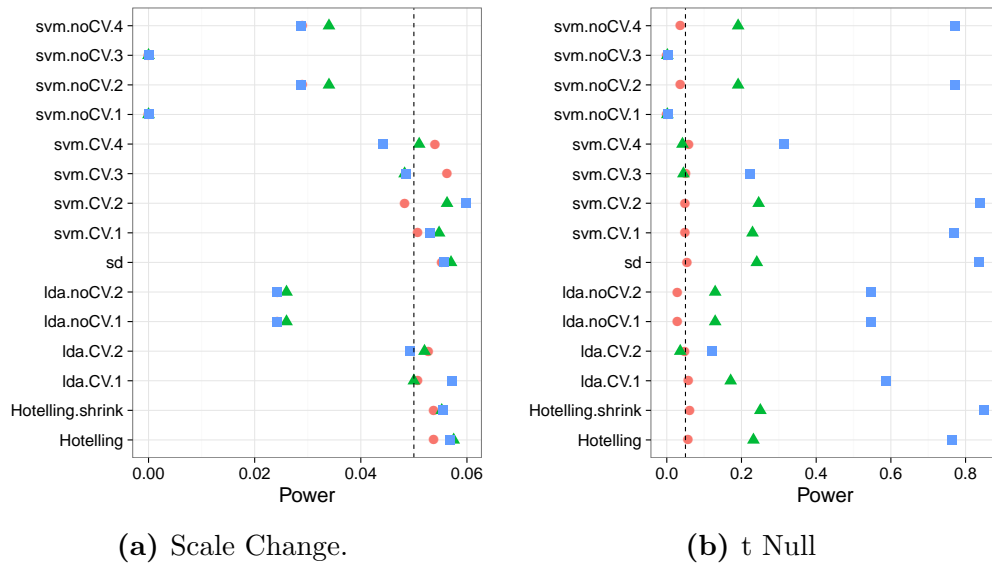 svm.noCV.4
svm.noCV.3
svm.noCV.2
svm.noCV.1
svm.CV.4
svm.CV.3
svm.CV.2
svm.CV.1
sd
lda.noCV.2
lda.noCV.1
lda.CV.2
lda.CV.1
Hotelling.shrink
Hotelling
0.00 0.02 0.04 0.06
Power
(a) Scale Change.
svm.noCV.4
svm.noCV.3
svm.noCV.2
svm.noCV.1
svm.CV.4
svm.CV.3
svm.CV.2
svm.CV.1
sd
lda.noCV.2
lda.noCV.1
lda.CV.2
lda.CV.1
Hotelling.shrink
Hotelling
0.0 0.2 0.4 0.6 0.8
Power
(b) t Null